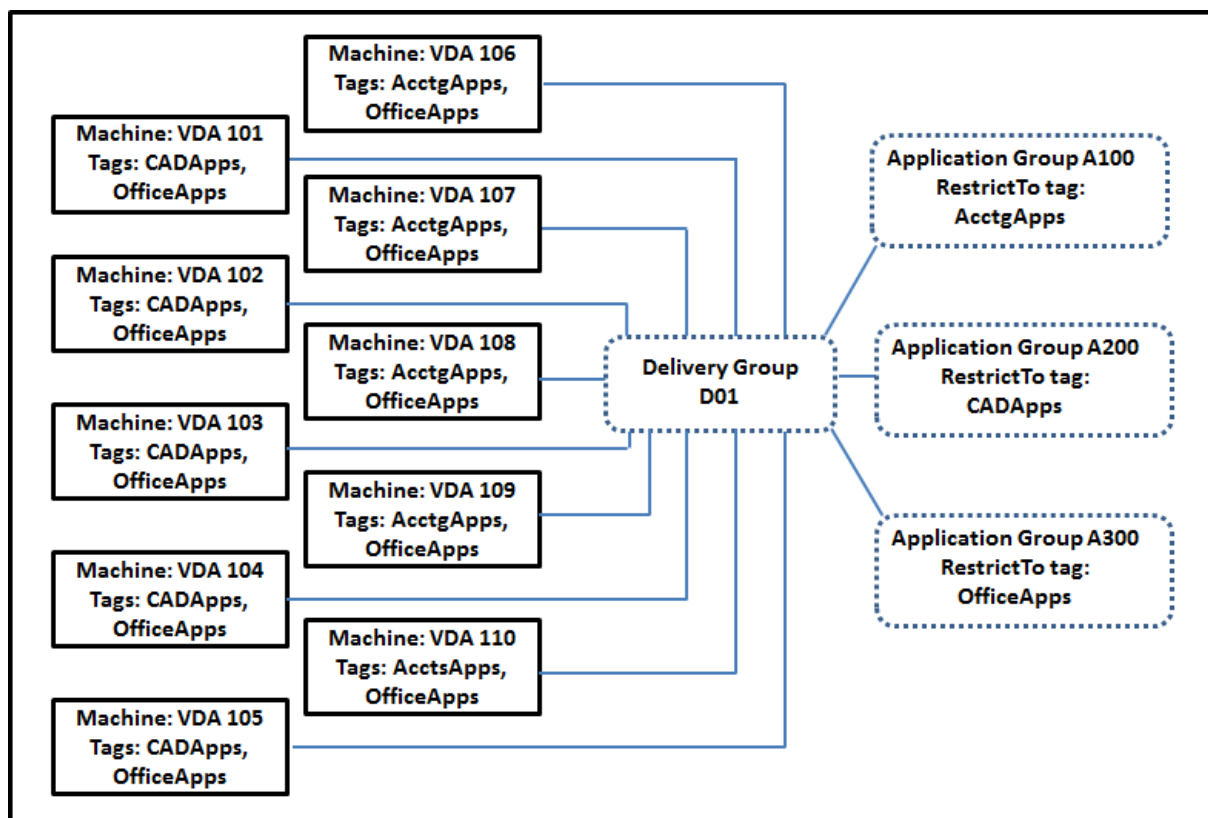 Machine: VDA 106
Tags: AcctgApps,
OfficeApps
Machine: VDA 101
Tags: CADApps,
OfficeApps
Machine: VDA 107
Tags: AcctgApps,
OfficeApps
Machine: VDA 102
Tags: CADApps,
OfficeApps
Machine: VDA 108
Tags: AcctgApps,
OfficeApps
Machine: VDA 103
Tags: CADApps,
OfficeApps
Machine: VDA 109
Tags: AcctgApps,
OfficeApps
Machine: VDA 104
Tags: CADApps,
OfficeApps
Machine: VDA 110
Tags: AcctsApps,
OfficeApps
Machine: VDA 105
Tags: CADApps,
OfficeApps
Delivery Group
D01
Application Group A100
RestrictTo tag:
AcctgApps
Application Group A200
RestrictTo tag:
CADApps
Application Group A300
RestrictTo tag:
OfficeApps